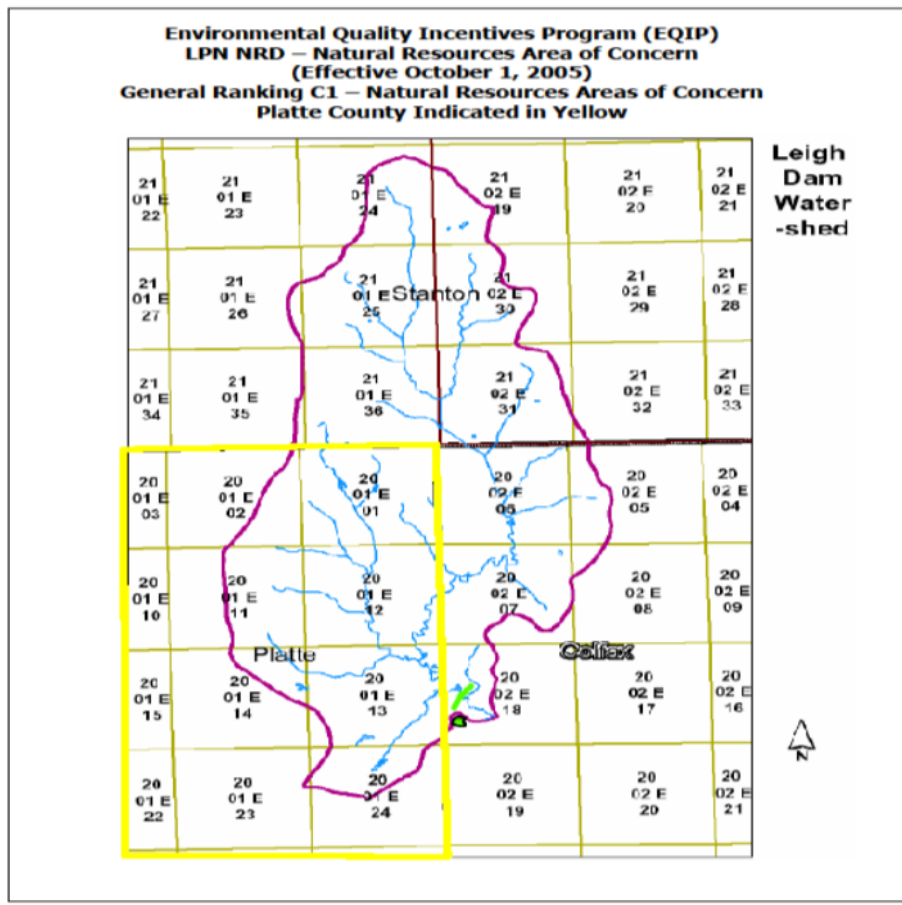 Environmental Quality Incentives Program (EQIP)
LPN NRD – Natural Resources Area of Concern
(Effective October 1, 2005)
General Ranking C1 – Natural Resources Areas of Concern
Platte County Indicated in Yellow
Leigh
Dam
Water
-shed
21 21 21 21 21 21
01 E 01 E 01 E 02 E 02 E 02 E
22 23 24 19 20 21
21 21 21 21 21 21
01 E 01 E 01 E Stanton 02 E 02 E 02 E
27 26 25 30 29 28
21 21 21 21 21 21
01 E 01 E 01 E 02 E 02 E 02 E
34 35 36 31 32 33
20 20 20 20 20 20
01 E 01 E 01 E 02 E 02 E 02 E
03 02 01 06 05 04
20 20 20 20 20 20
01 E 01 E 01 E 02 E 02 E 02 E
10 11 12 07 08 09
Platte Colfax
20 20 20 20 20 20
01 E 01 E 01 E 02 E 02 E 02 E
15 14 13 18 17 16
20 20 20 20 20 20
01 E 01 E 01 E 02 E 02 E 02 E
22 23 24 19 20 21
N